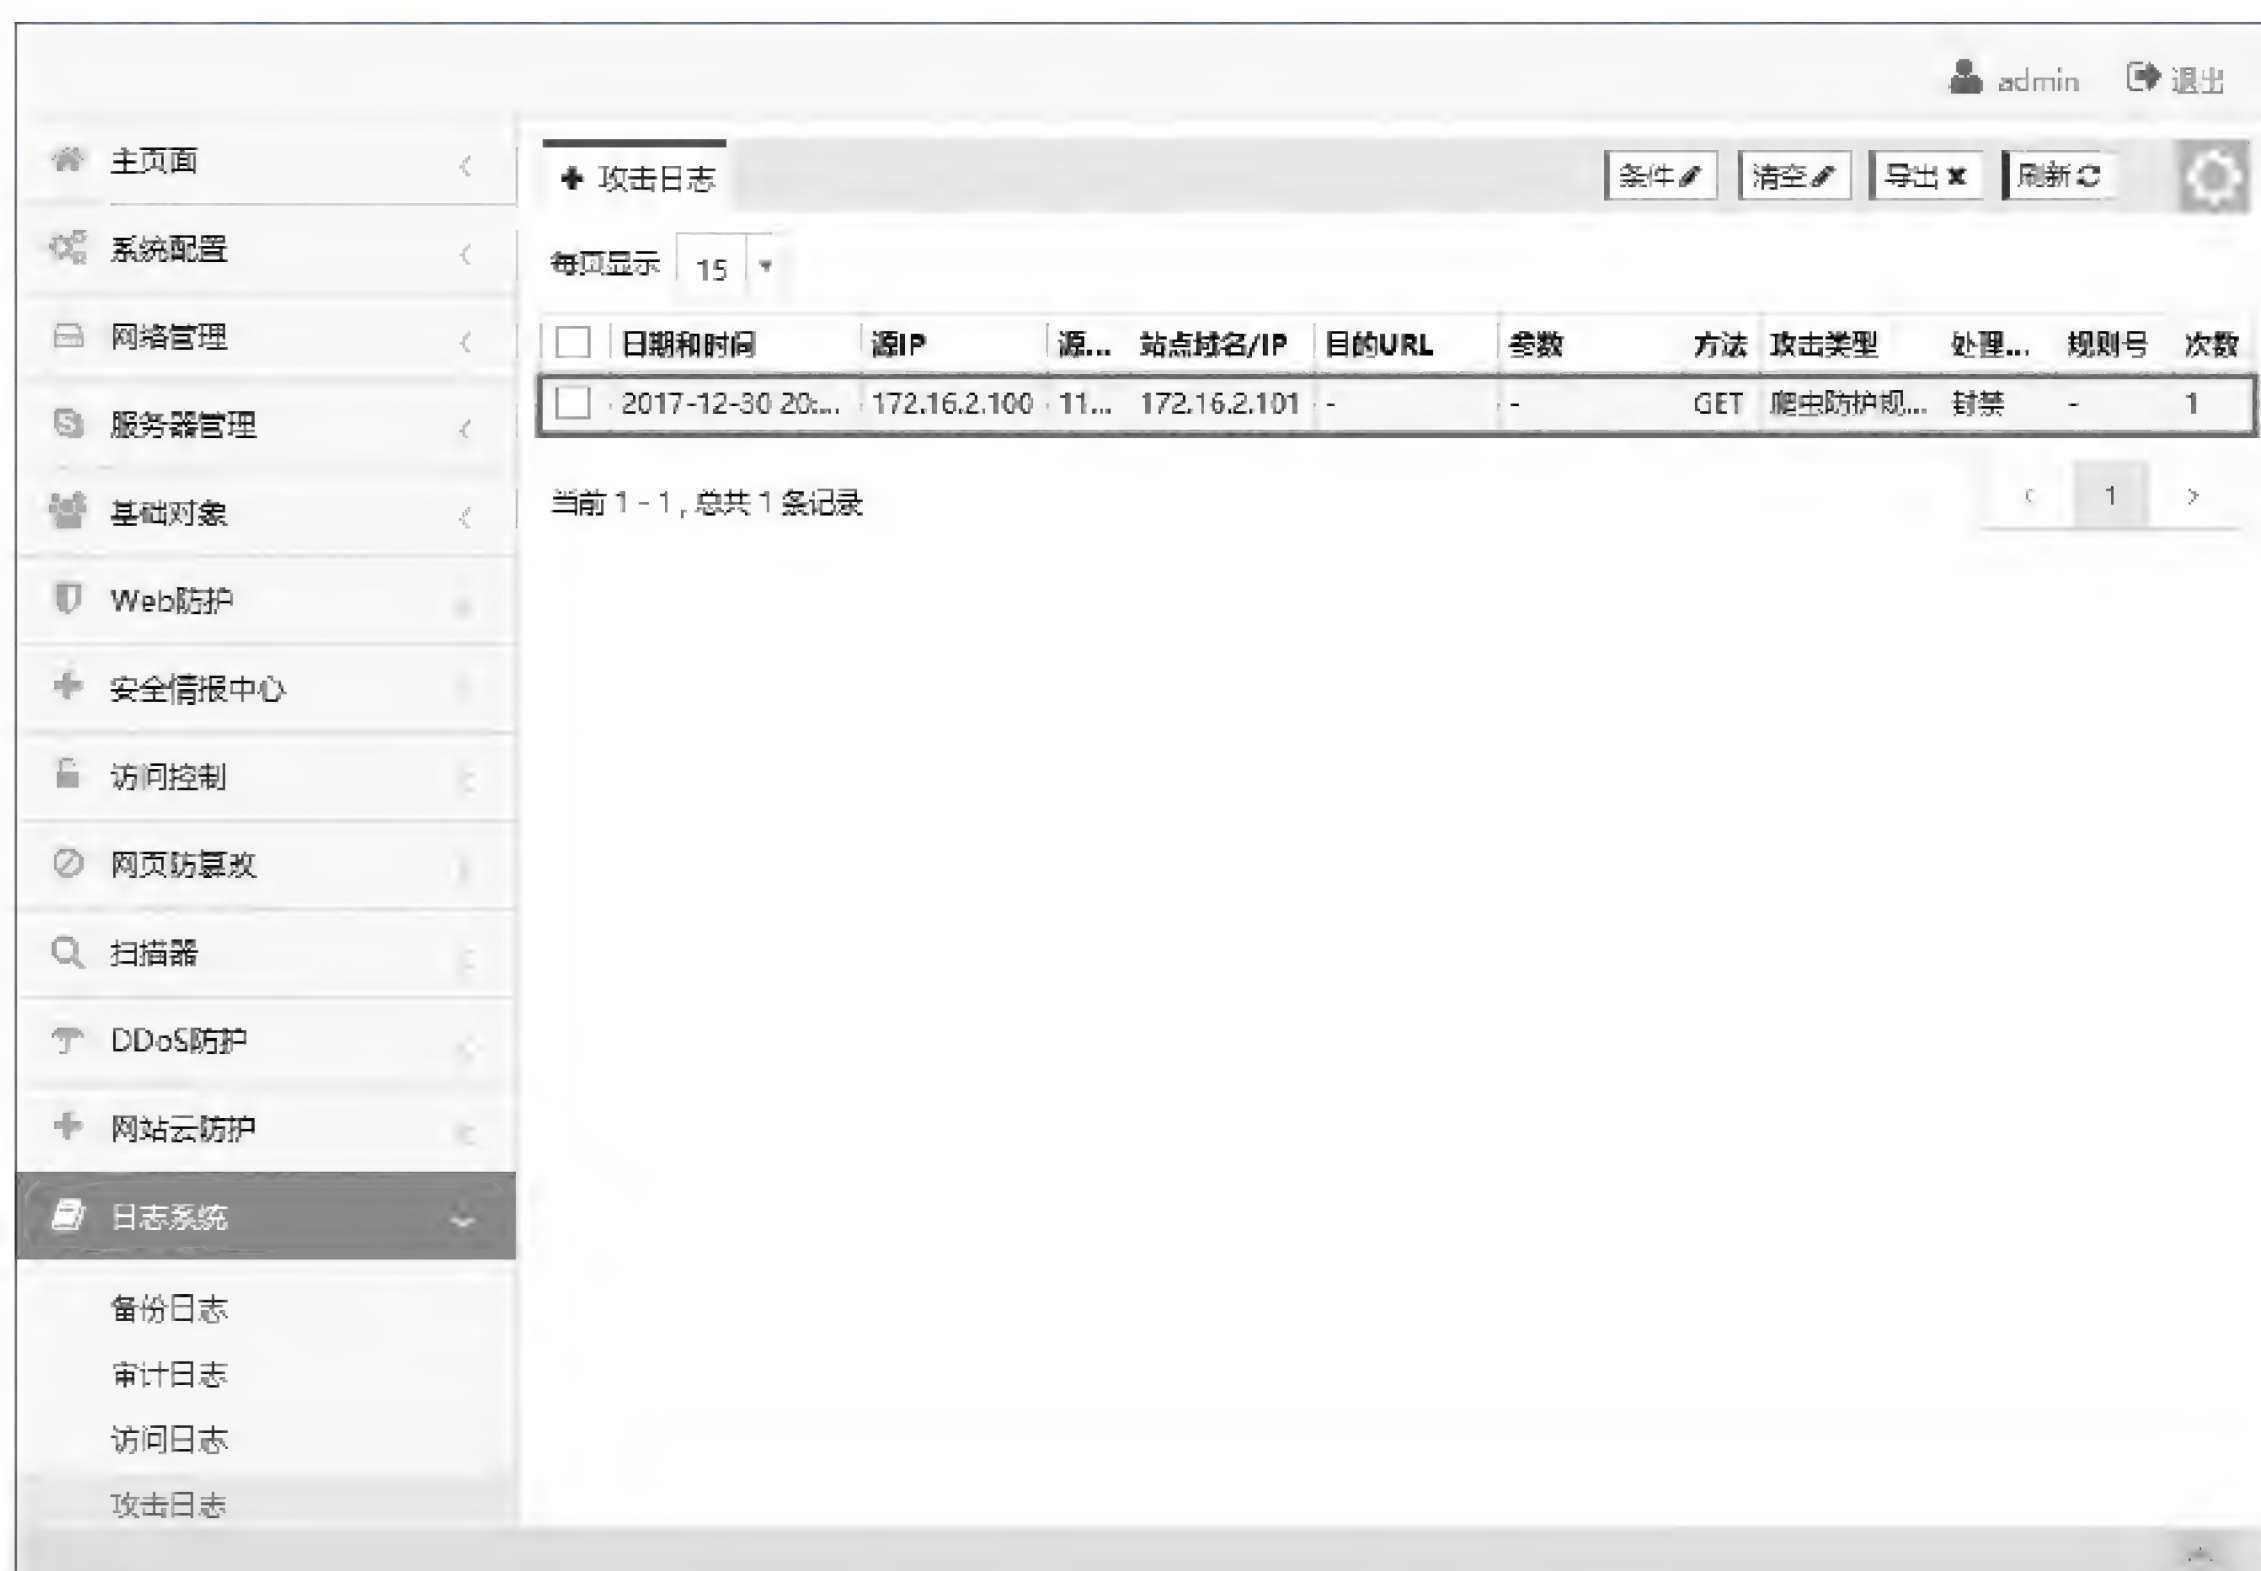 admin 退出
主页面
系统配置
网络管理
服务器管理
基础对象
Web防护
安全情报中心
访问控制
网页防篡改
扫描器
DDoS防护
网站云防护
日志系统
备份日志
审计日志
访问日志
攻击日志
攻击日志 条件 清空 导出 刷新
每页显示 15
日期和时间 源IP 源... 站点域名/IP 目的URL 参数 方法 攻击类型 处理... 规则号 次数
2017-12-30 20:... 172.16.2.100 11... 172.16.2.101 - - GET 爬虫防护规... 封禁 - 1
当前 1 - 1 , 总共 1 条记录
< 1 >